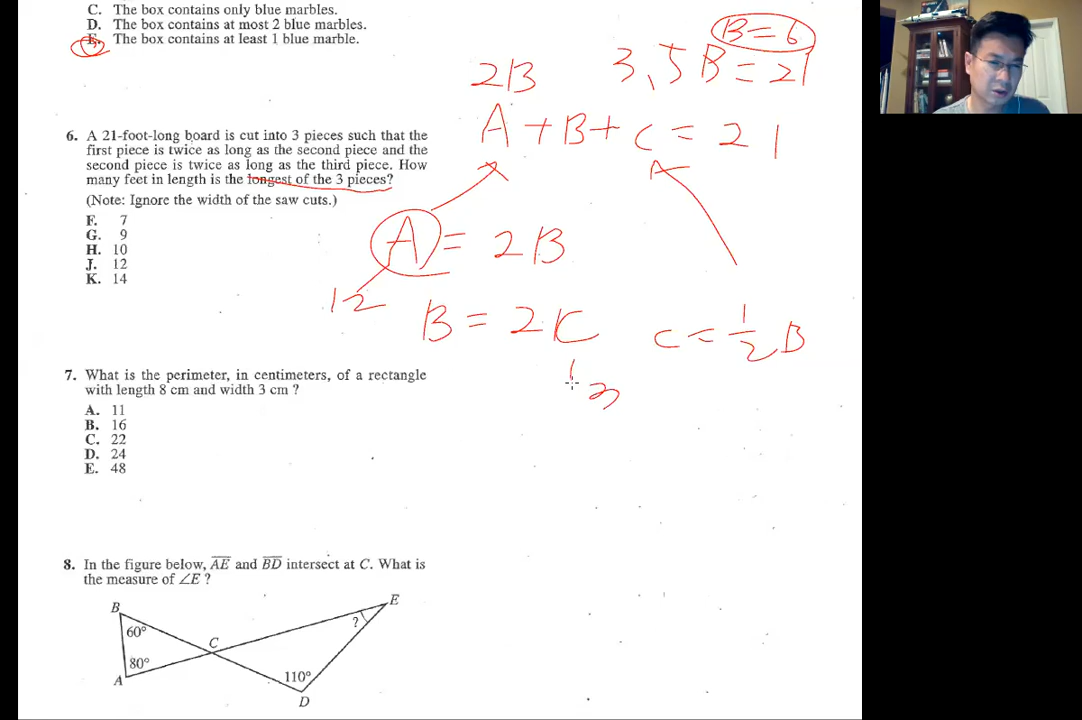 C. The box contains only blue marbles.
D. The box contains at most 2 blue marbles.
E. The box contains at least 1 blue marble.
B = 6
2B 3,5 B = 21
A + B + C = 21
6. A 21-foot-long board is cut into 3 pieces such that the
first piece is twice as long as the second piece and the
second piece is twice as long as the third piece. How
many feet in length is the longest of the 3 pieces?
(Note: Ignore the width of the saw cuts.)
F. 7
G. 9
H. 10
J. 12
K. 14
A = 2B
12
B = 2C C = 1/2 B
3
7. What is the perimeter, in centimeters, of a rectangle
with length 8 cm and width 3 cm ?
A. 11
B. 16
C. 22
D. 24
E. 48
8. In the figure below, AE and BD intersect at C. What is
the measure of ∠E ?
B
E
60°
?
C
80°
A
110°
D